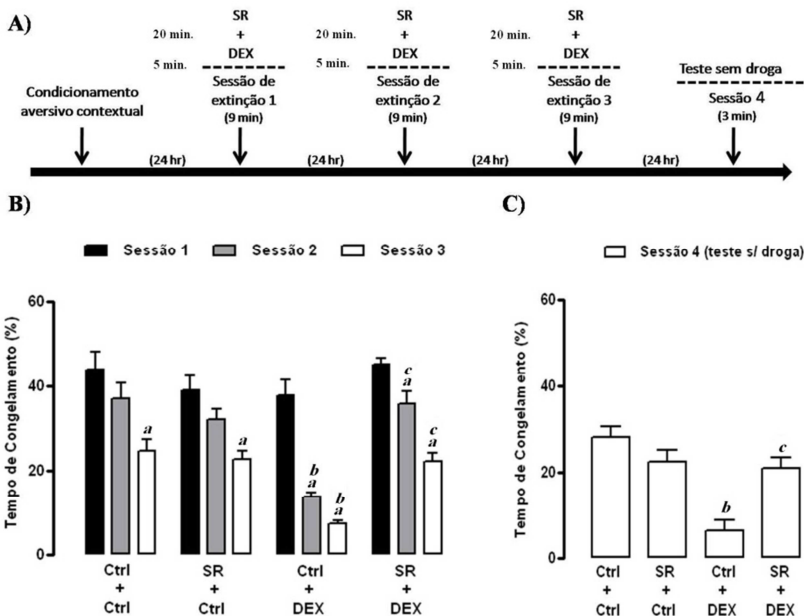 A)
Condicionamento
aversivo contextual
20 min.
5 min.
SR
+
DEX
Sessão de
extinção 1
(9 min)
20 min.
5 min.
SR
+
DEX
Sessão de
extinção 2
(9 min)
20 min.
5 min.
SR
+
DEX
Sessão de
extinção 3
(9 min)
Teste sem droga
Sessão 4
(3 min)
(24 hr)
(24 hr)
(24 hr)
(24 hr)
B)
Sessão 1
Sessão 2
Sessão 3
Tempo de Congelamento (%)
60
40
20
0
a
a
b
a
b
a
c
a
c
a
Ctrl
+
Ctrl
SR
+
Ctrl
Ctrl
+
DEX
SR
+
DEX
C)
Sessão 4 (teste s/ droga)
Tempo de Congelamento (%)
60
40
20
0
b
c
Ctrl
+
Ctrl
SR
+
Ctrl
Ctrl
+
DEX
SR
+
DEX